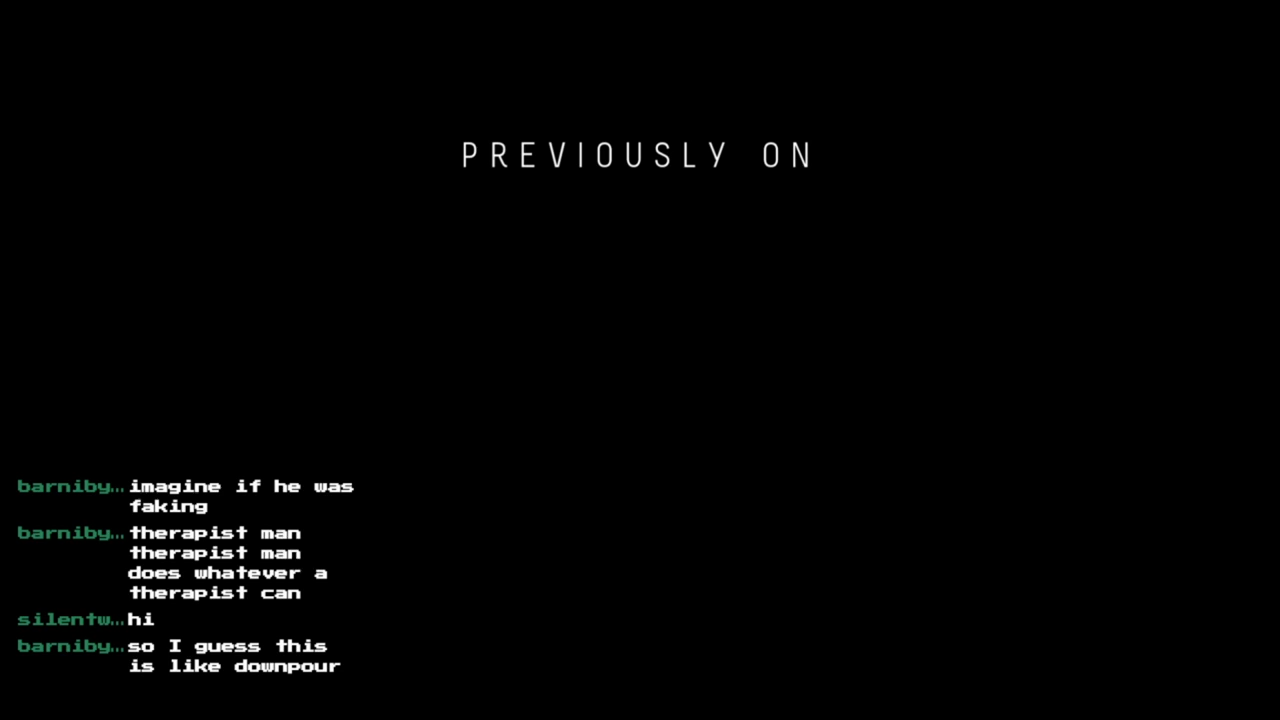 PREVIOUSLY ON
barniby… imagine if he was
faking
barniby… therapist man
therapist man
does whatever a
therapist can
silentw… hi
barniby… so I guess this
is like downpour